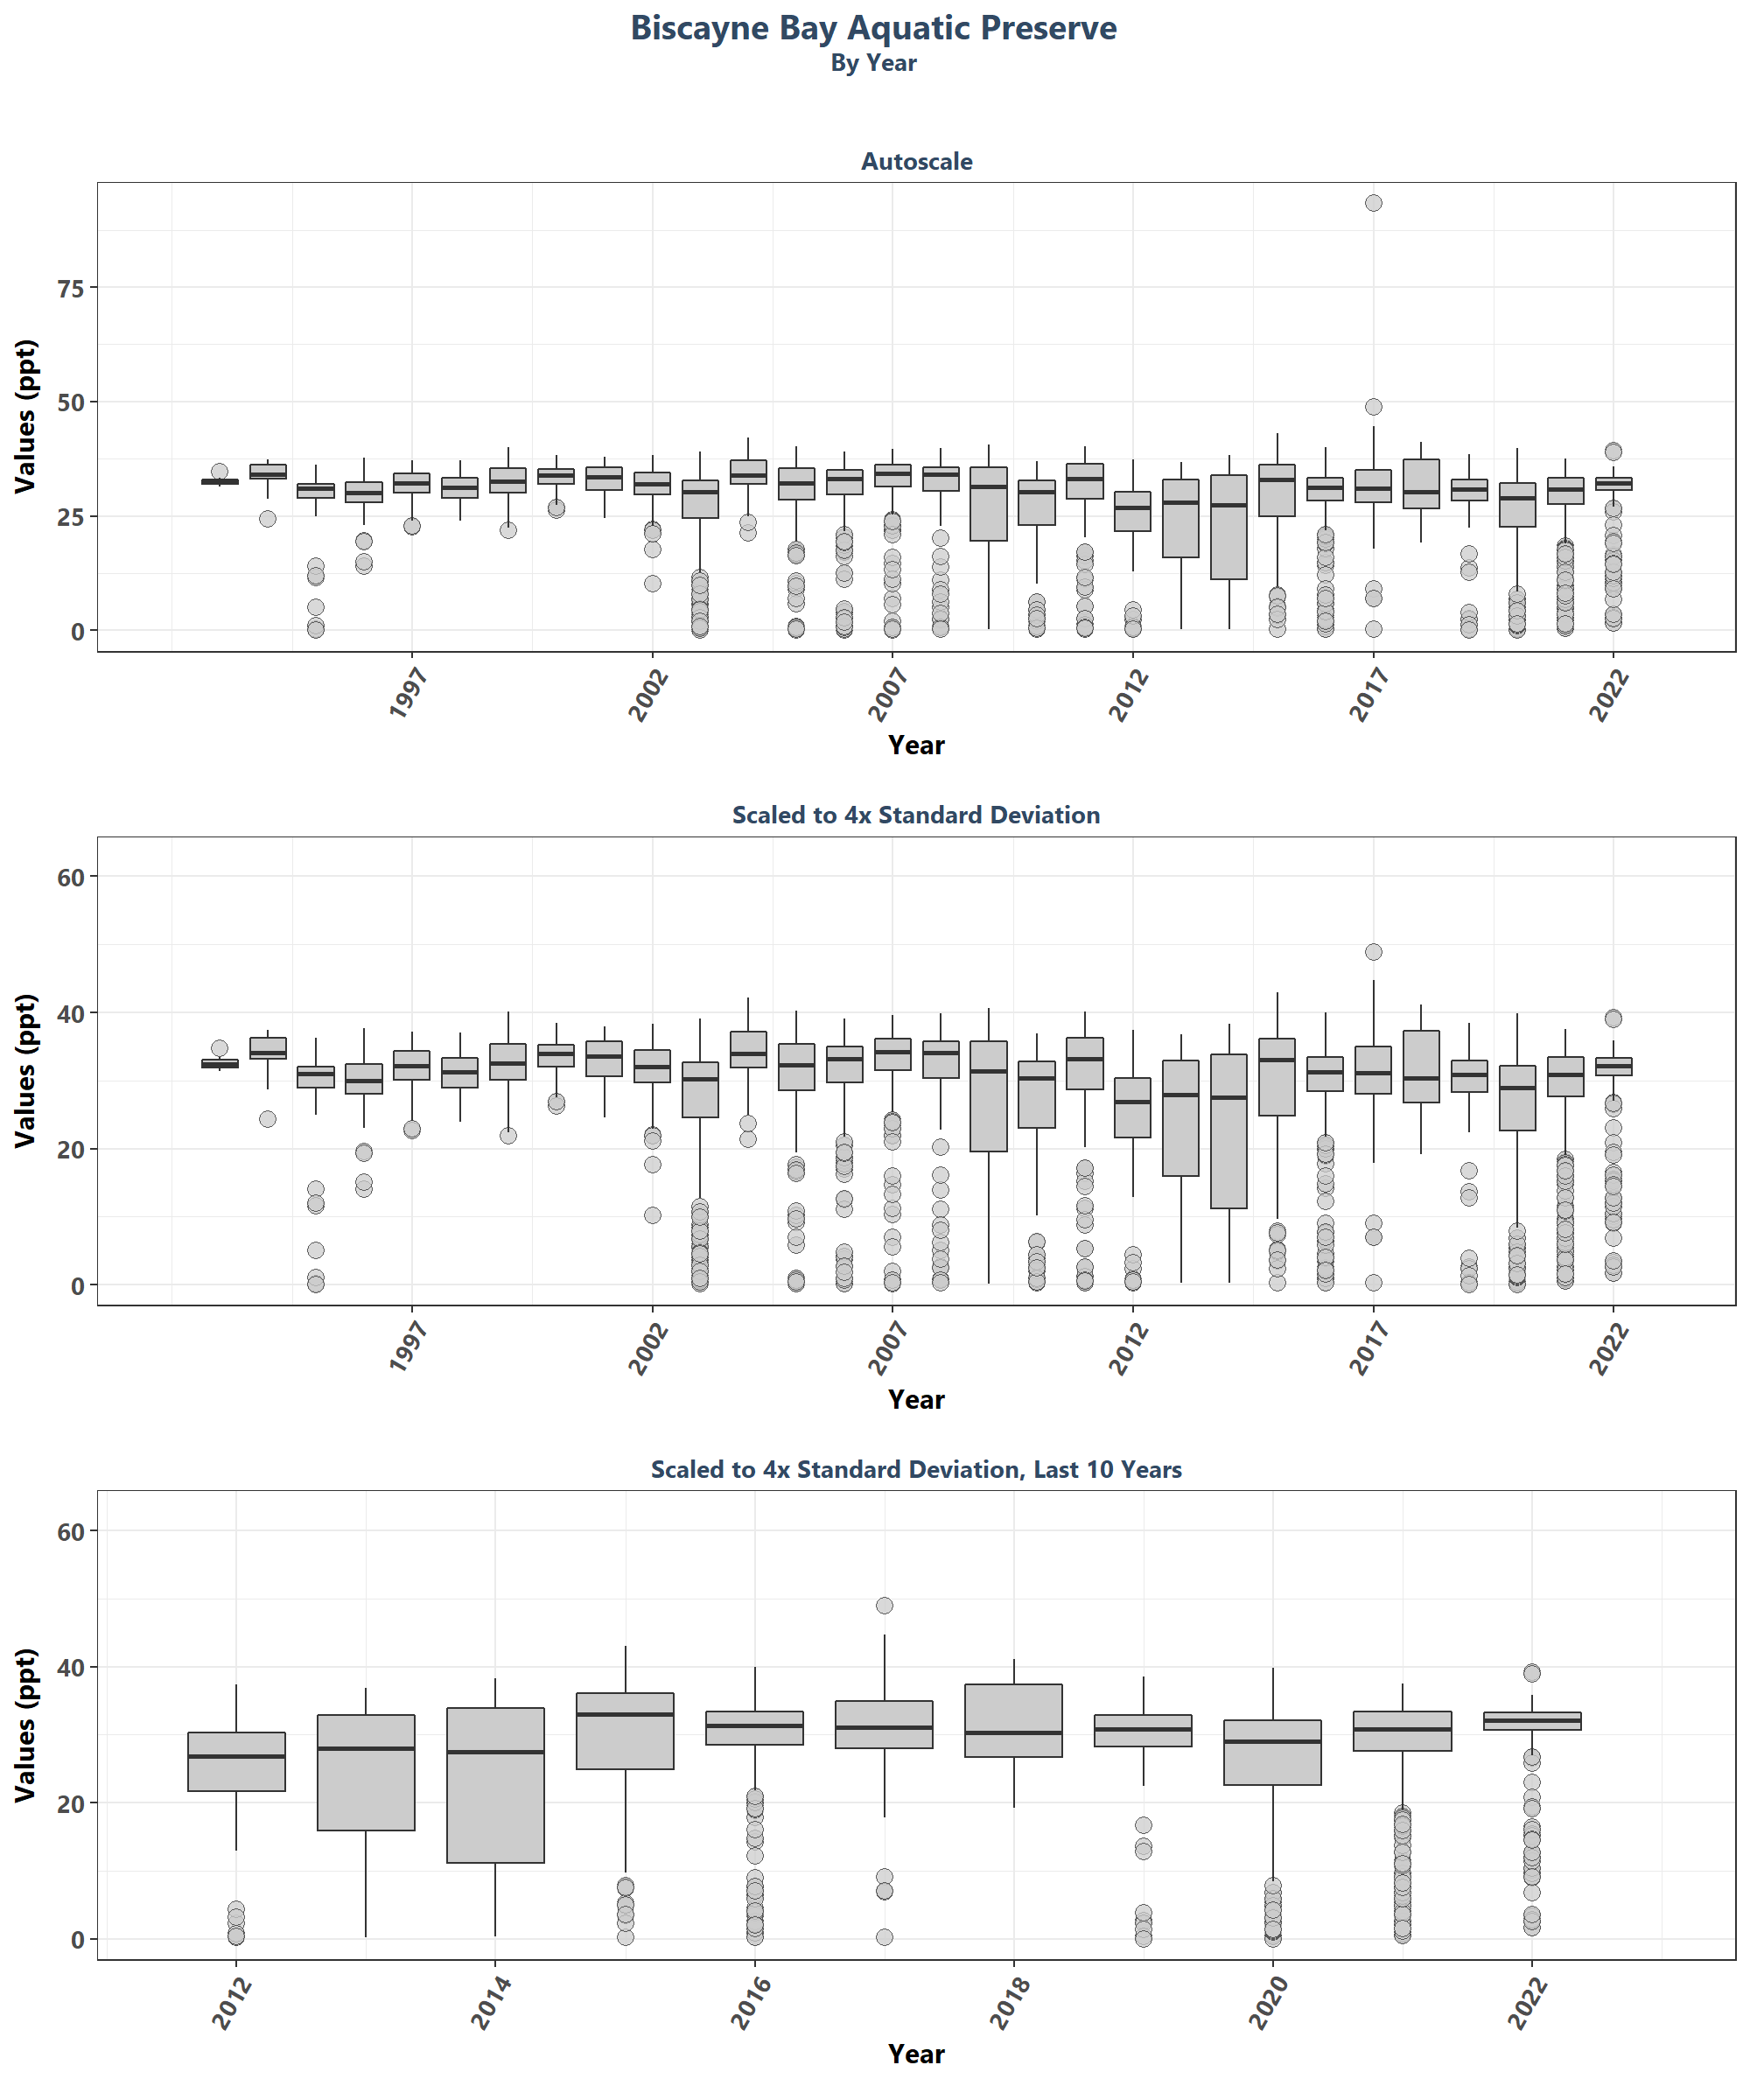 Biscayne Bay Aquatic Preserve
By Year
Autoscale
Values (ppt)
75
50
25
0
1997 2002 2007 2012 2017 2022
Year
Scaled to 4x Standard Deviation
Values (ppt)
60
40
20
0
1997 2002 2007 2012 2017 2022
Year
Scaled to 4x Standard Deviation, Last 10 Years
Values (ppt)
60
40
20
0
2012 2014 2016 2018 2020 2022
Year